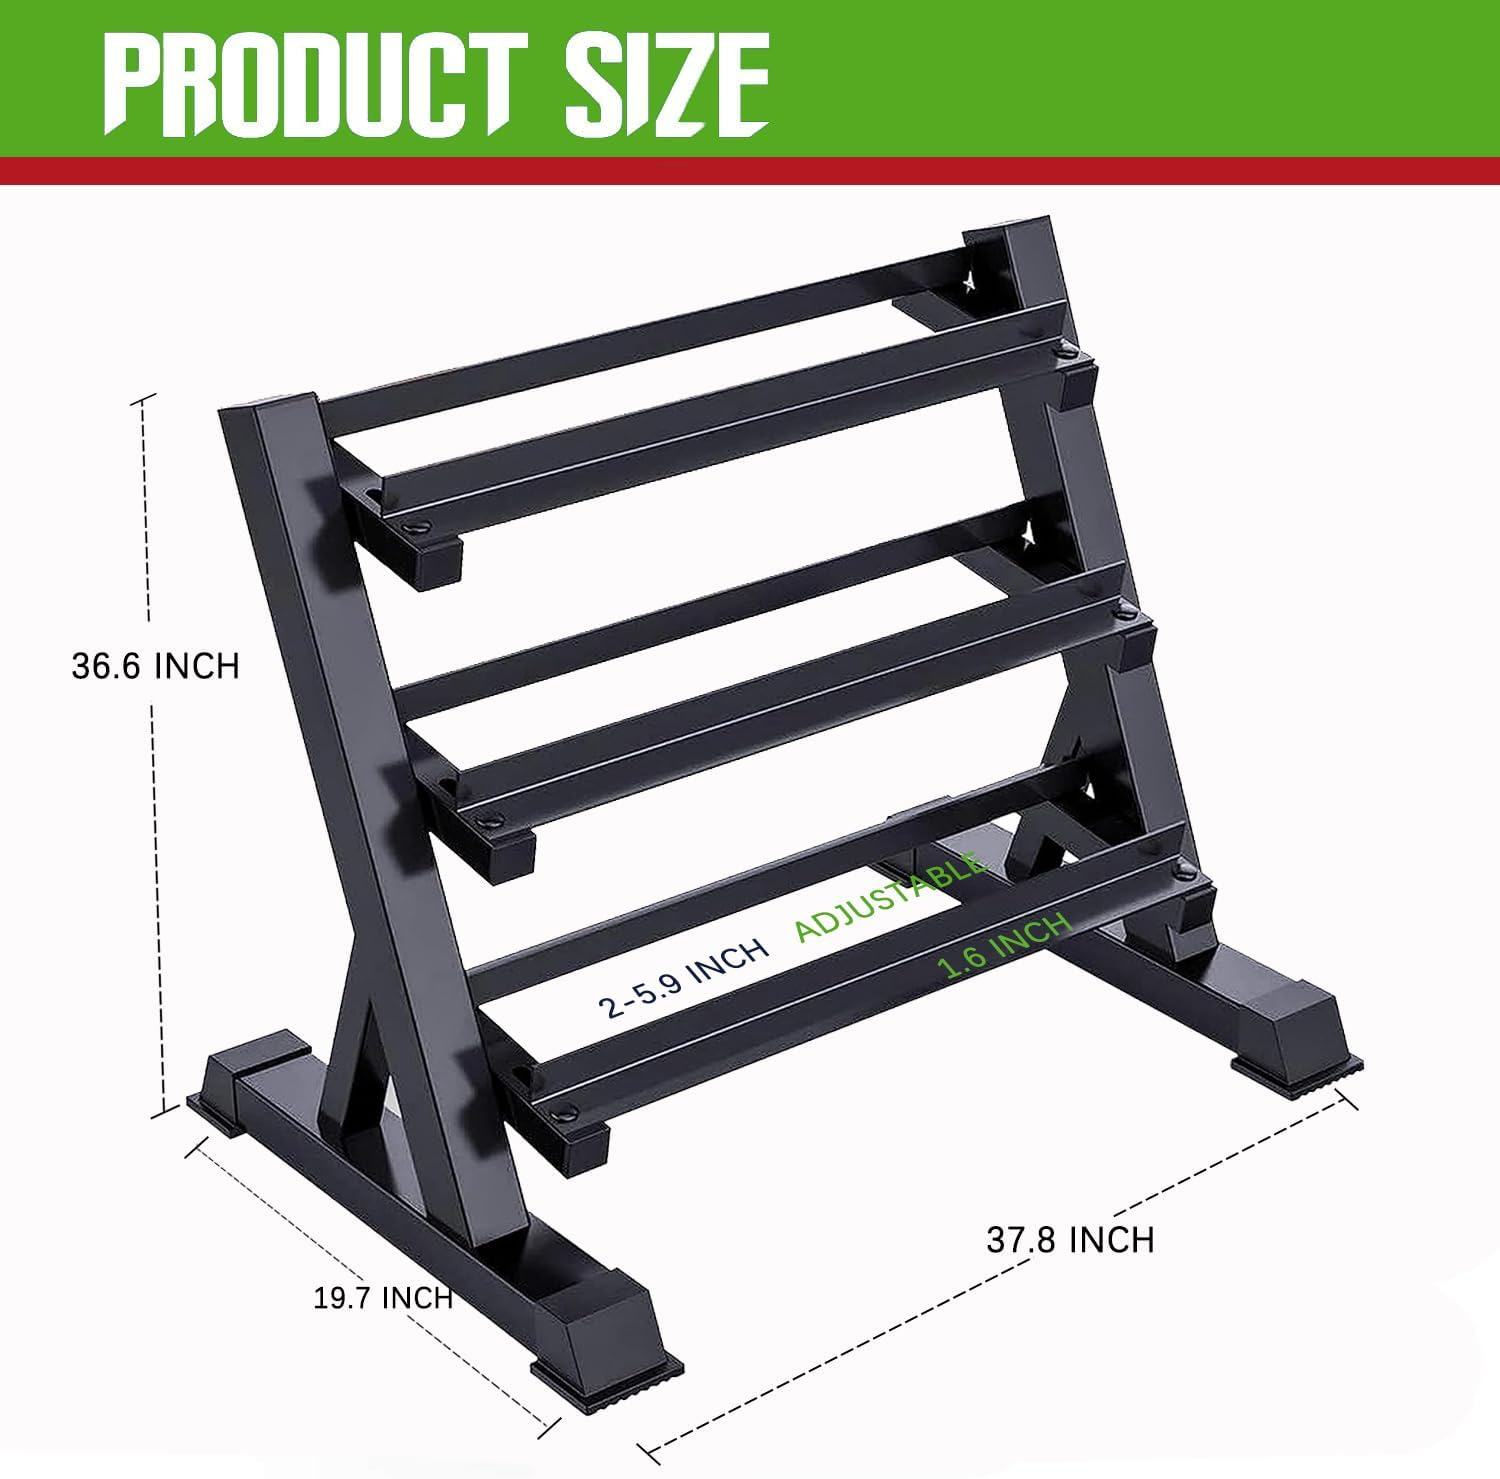 PRODUCT SIZE
36.6 INCH
2-5.9 INCH
ADJUSTABLE
1.6 INCH
37.8 INCH
19.7 INCH